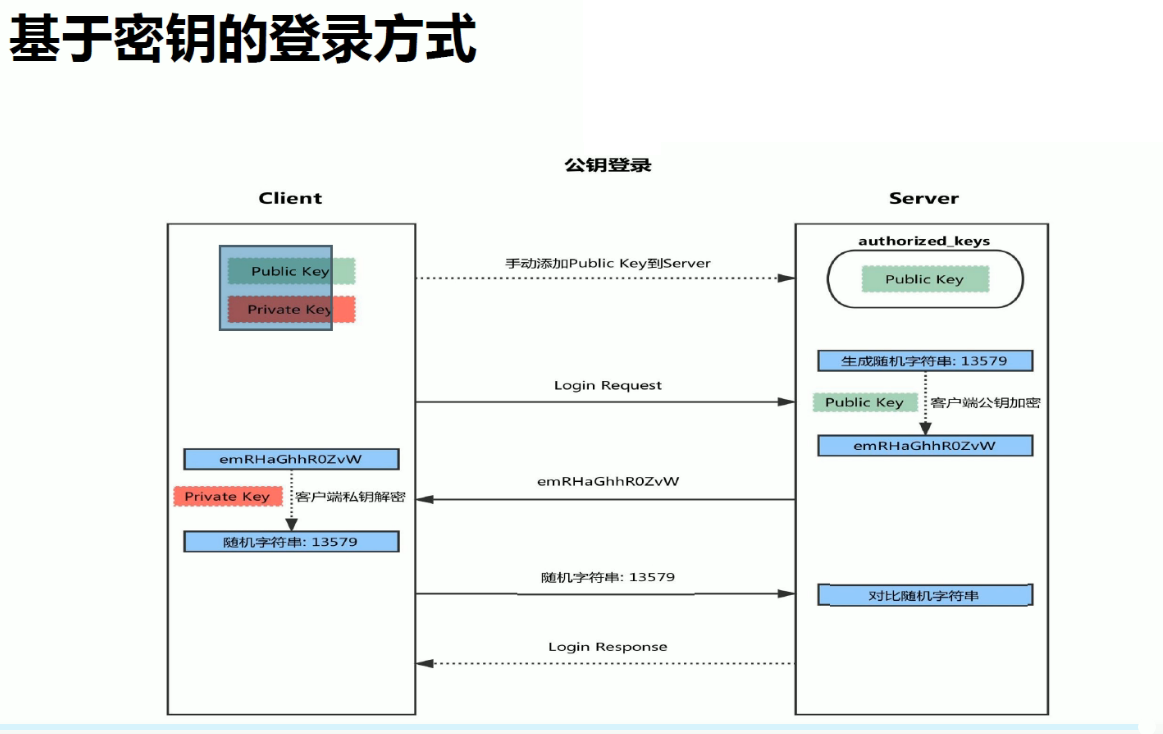 基于密钥的登录方式
公钥登录
Client
Server
authorized_keys
Public Key
手动添加Public Key到Server
Public Key
Private Key
生成随机字符串: 13579
Login Request
Public Key
客户端公钥加密
emRHaGhhR0ZvW
emRHaGhhR0ZvW
emRHaGhhR0ZvW
Private Key
客户端私钥解密
随机字符串: 13579
随机字符串: 13579
对比随机字符串
Login Response